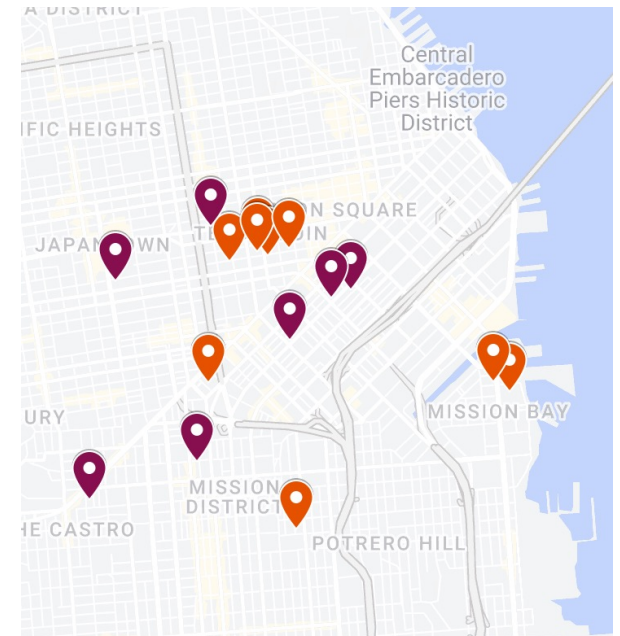 A DISTRICT
Central
Embarcadero
Piers Historic
District
IFIC HEIGHTS
ON SQUARE
JAPANTOWN
MISSION BAY
URY
MISSION
DISTRICT
HE CASTRO
POTRERO HILL